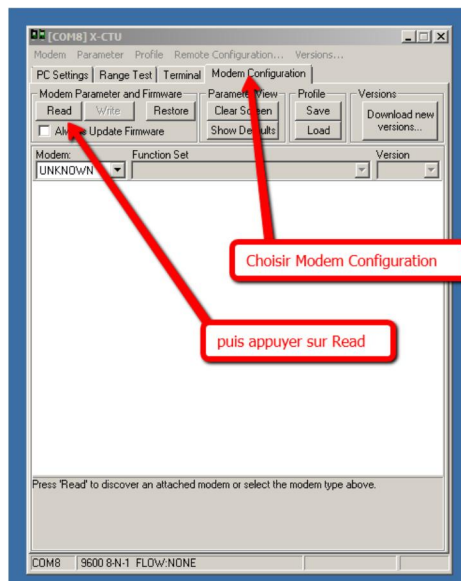 [COM8] X-CTU
Modem Parameter Profile Remote Configuration... Versions...
PC Settings Range Test Terminal Modem Configuration
Modem Parameter and Firmware Parameter View Profile Versions
Read Write Restore Clear Screen Save Download new versions...
Update Firmware Show Load
Modem: Function Set Version
UNKNOWN
Choisir Modem Configuration
puis appuyer sur Read
Press 'Read' to discover an attached modem or select the modem type above.
COM8 9600 8-N-1 FLOW:NONE